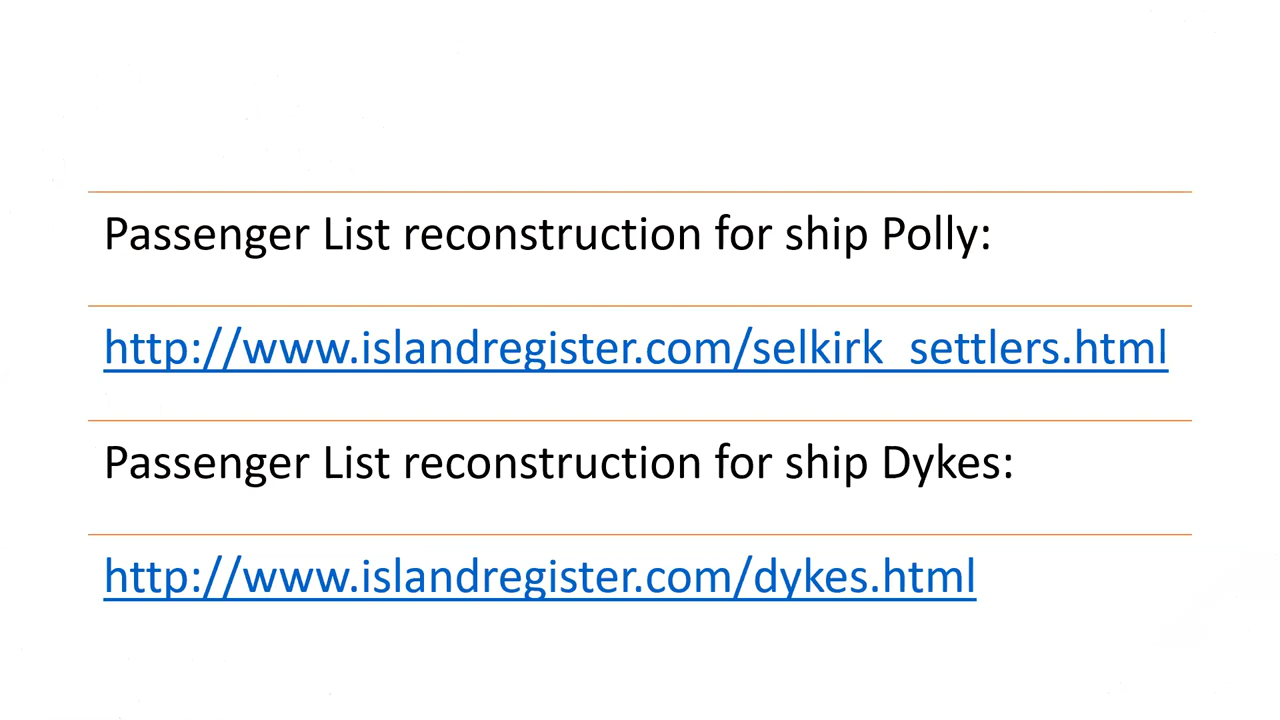 Passenger List reconstruction for ship Polly:
http://www.islandregister.com/selkirk_settlers.html
Passenger List reconstruction for ship Dykes:
http://www.islandregister.com/dykes.html